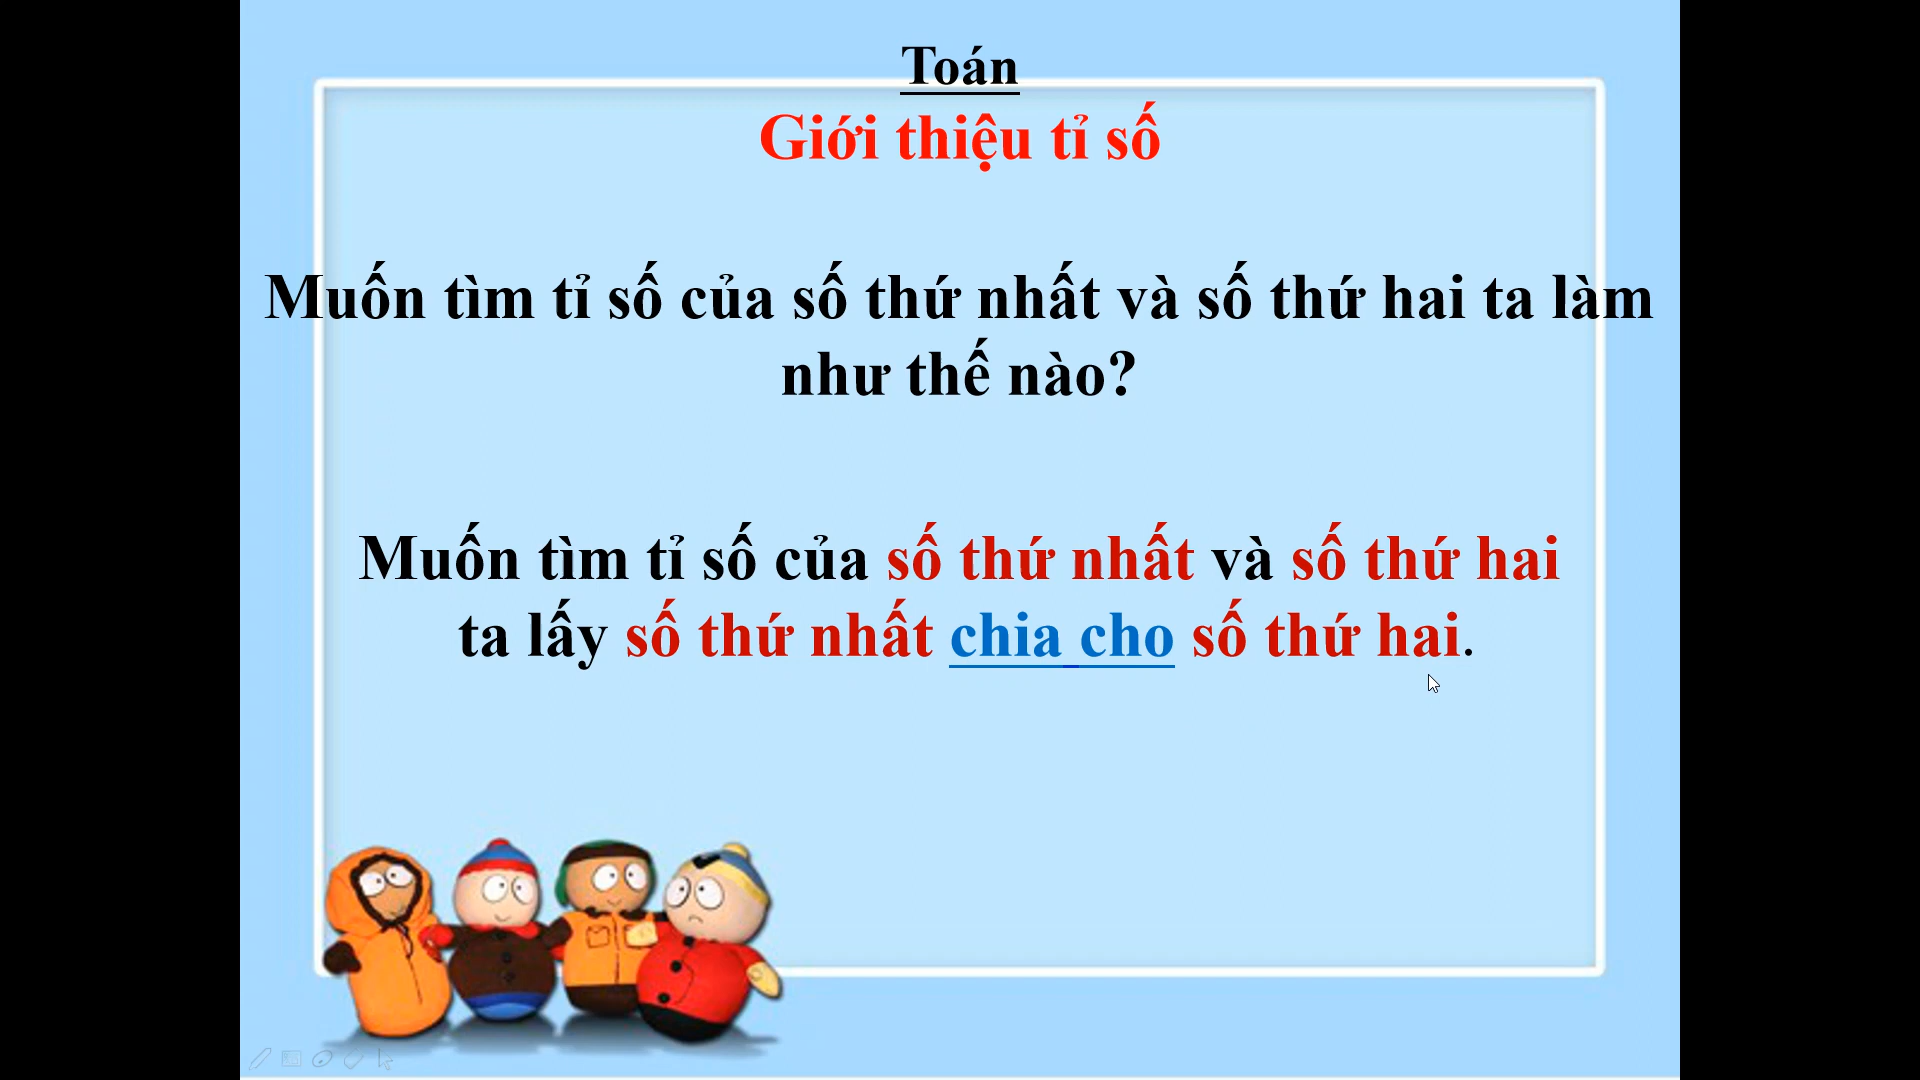 Toán
Giới thiệu tỉ số
Muốn tìm tỉ số của số thứ nhất và số thứ hai ta làm
như thế nào?
Muốn tìm tỉ số của số thứ nhất và số thứ hai
ta lấy số thứ nhất chia cho số thứ hai.